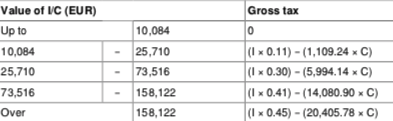 Value of I/C (EUR) Gross tax
Up to 10,084 0
10,084 – 25,710 (I × 0.11) – (1,109.24 × C)
25,710 – 73,516 (I × 0.30) – (5,994.14 × C)
73,516 – 158,122 (I × 0.41) – (14,080.90 × C)
Over 158,122 (I × 0.45) – (20,405.78 × C)